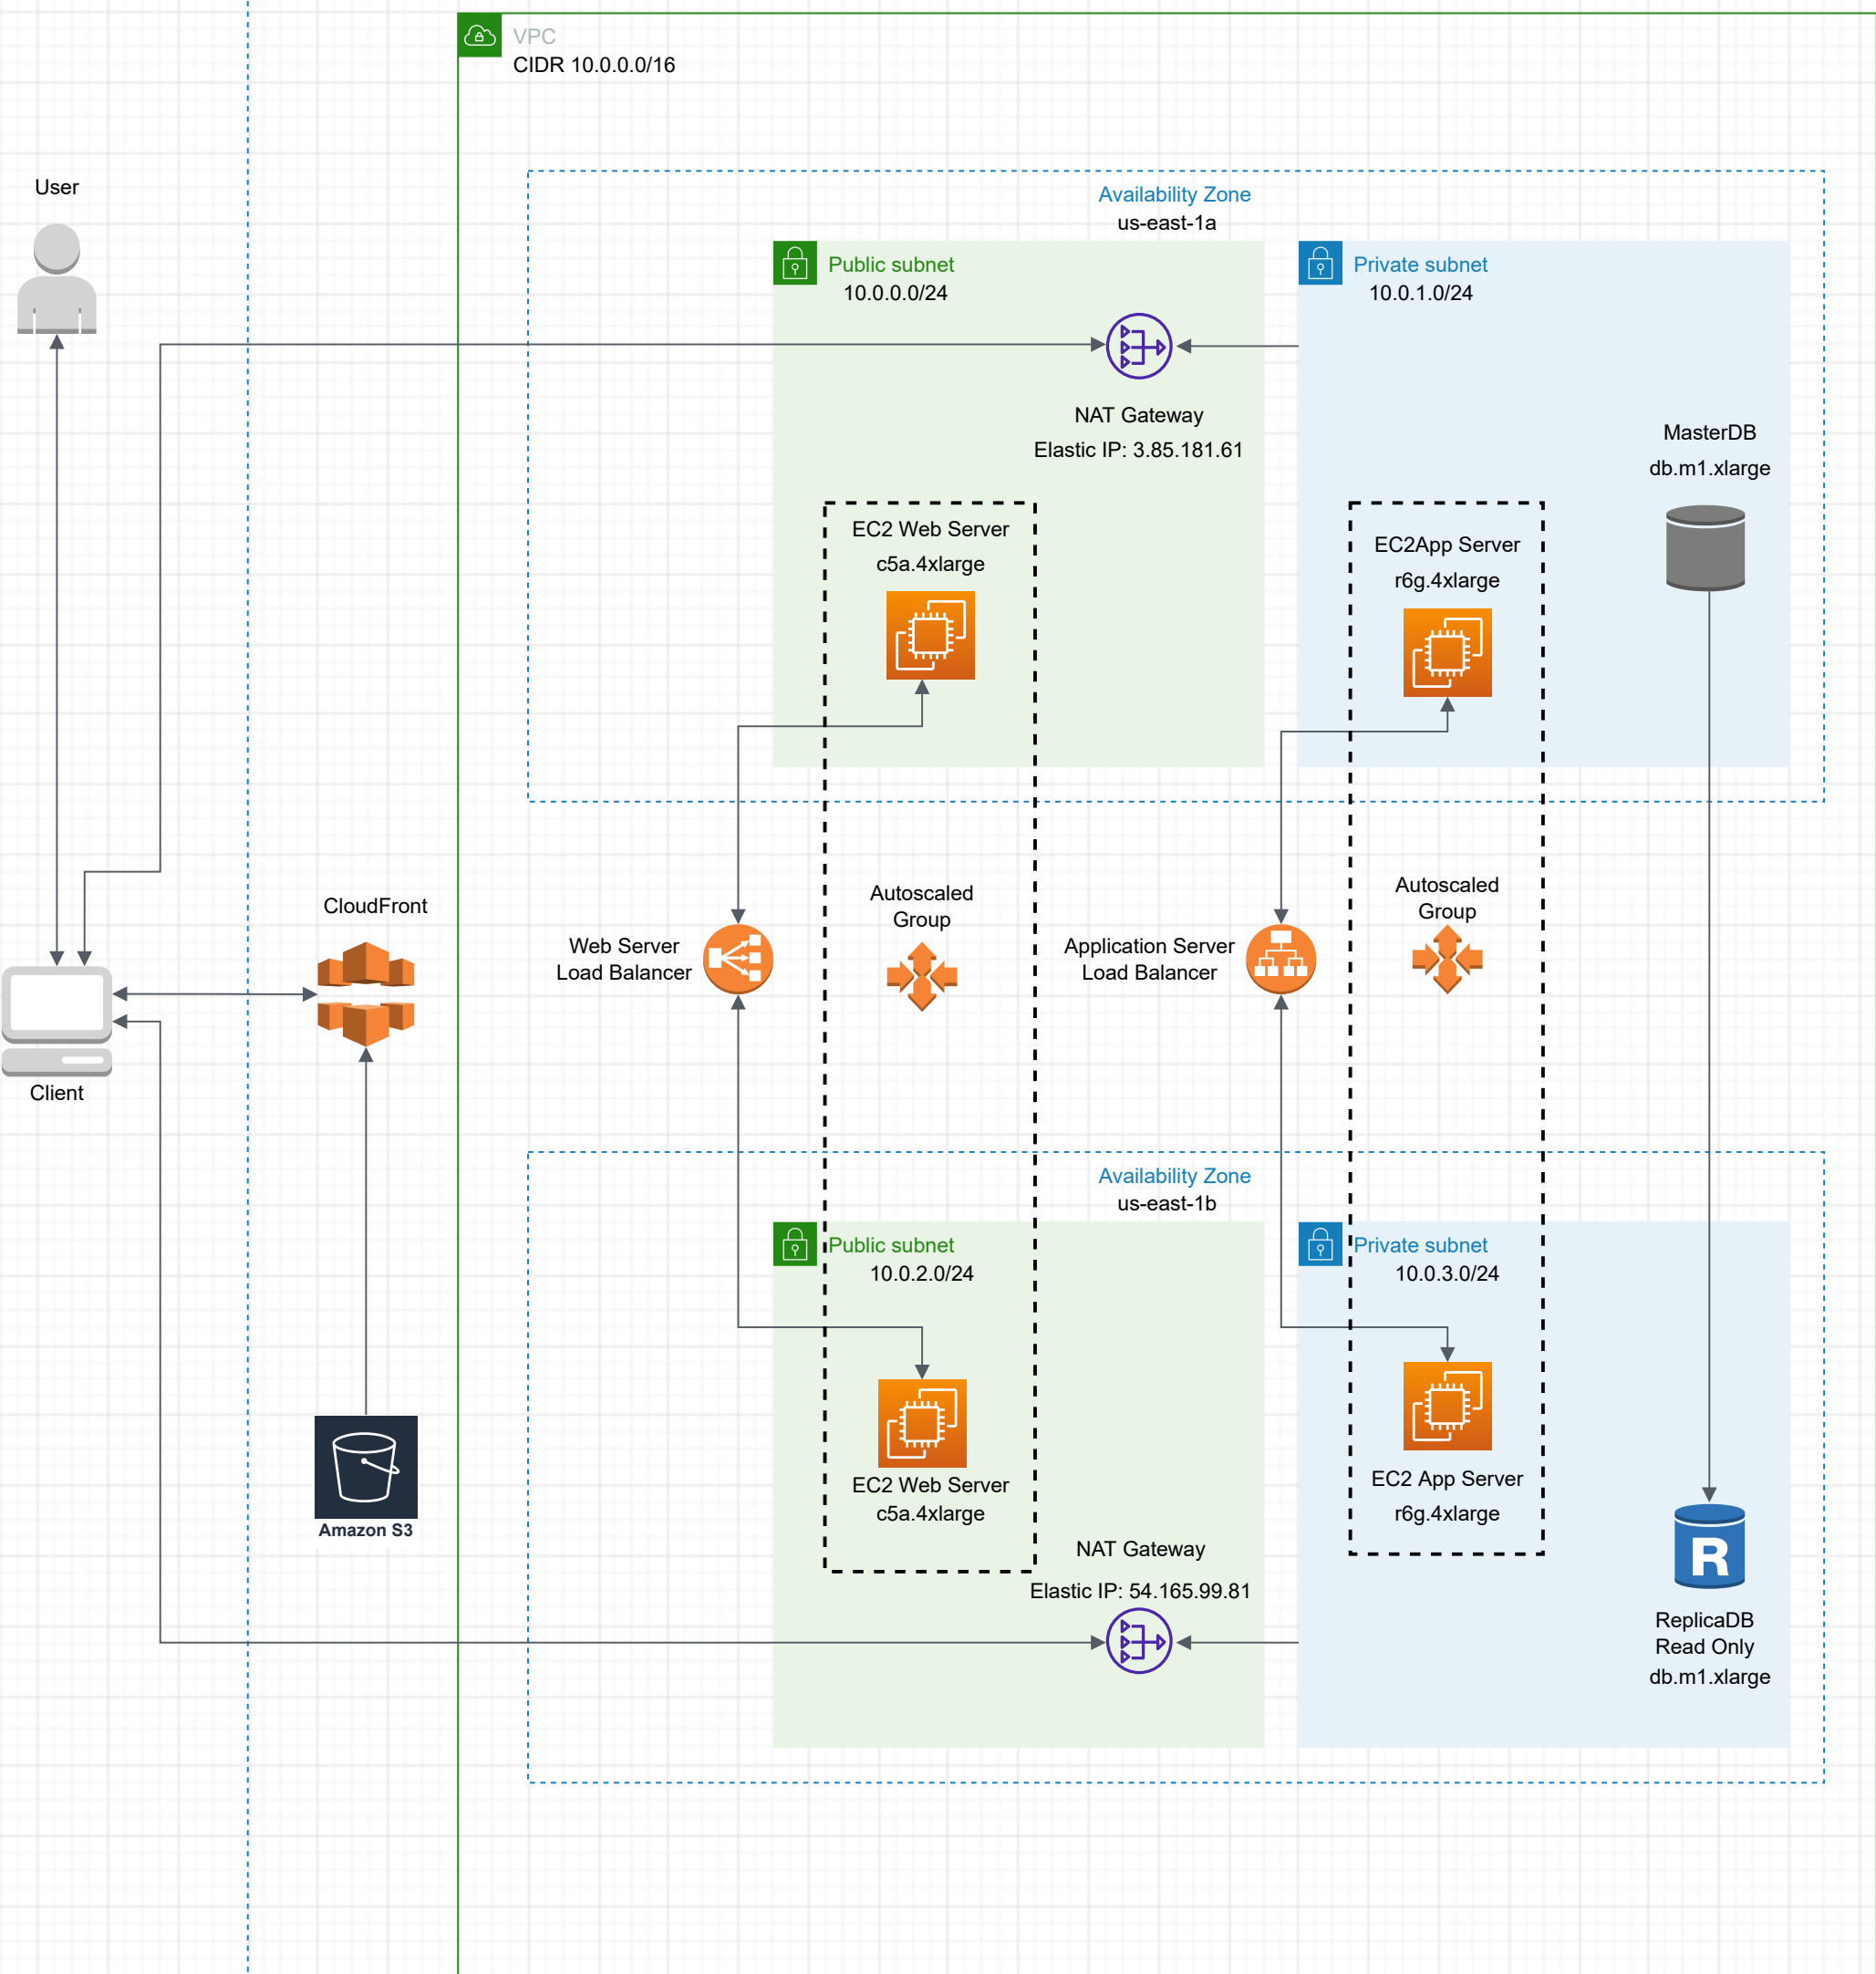 VPC
CIDR 10.0.0.0/16
User
Availability Zone
us-east-1a
Public subnet
10.0.0.0/24
Private subnet
10.0.1.0/24
NAT Gateway
Elastic IP: 3.85.181.61
MasterDB
db.m1.xlarge
EC2 Web Server
c5a.4xlarge
EC2App Server
r6g.4xlarge
CloudFront
Web Server
Load Balancer
Autoscaled
Group
Application Server
Load Balancer
Autoscaled
Group
Client
Availability Zone
us-east-1b
Public subnet
10.0.2.0/24
Private subnet
10.0.3.0/24
EC2 Web Server
c5a.4xlarge
EC2 App Server
r6g.4xlarge
Amazon S3
NAT Gateway
Elastic IP: 54.165.99.81
R
ReplicaDB
Read Only
db.m1.xlarge